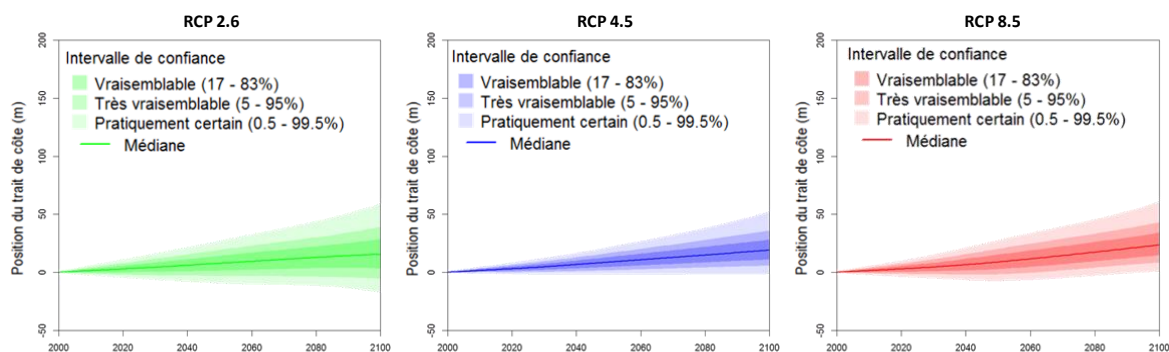 RCP 2.6
Position du trait de côte (m)
200
150
100
50
0
-50
Intervalle de confiance
Vraisemblable (17 - 83%)
Très vraisemblable (5 - 95%)
Pratiquement certain (0.5 - 99.5%)
Médiane
2000 2020 2040 2060 2080 2100
RCP 4.5
Position du trait de côte (m)
200
150
100
50
0
-50
Intervalle de confiance
Vraisemblable (17 - 83%)
Très vraisemblable (5 - 95%)
Pratiquement certain (0.5 - 99.5%)
Médiane
2000 2020 2040 2060 2080 2100
RCP 8.5
Position du trait de côte (m)
200
150
100
50
0
-50
Intervalle de confiance
Vraisemblable (17 - 83%)
Très vraisemblable (5 - 95%)
Pratiquement certain (0.5 - 99.5%)
Médiane
2000 2020 2040 2060 2080 2100